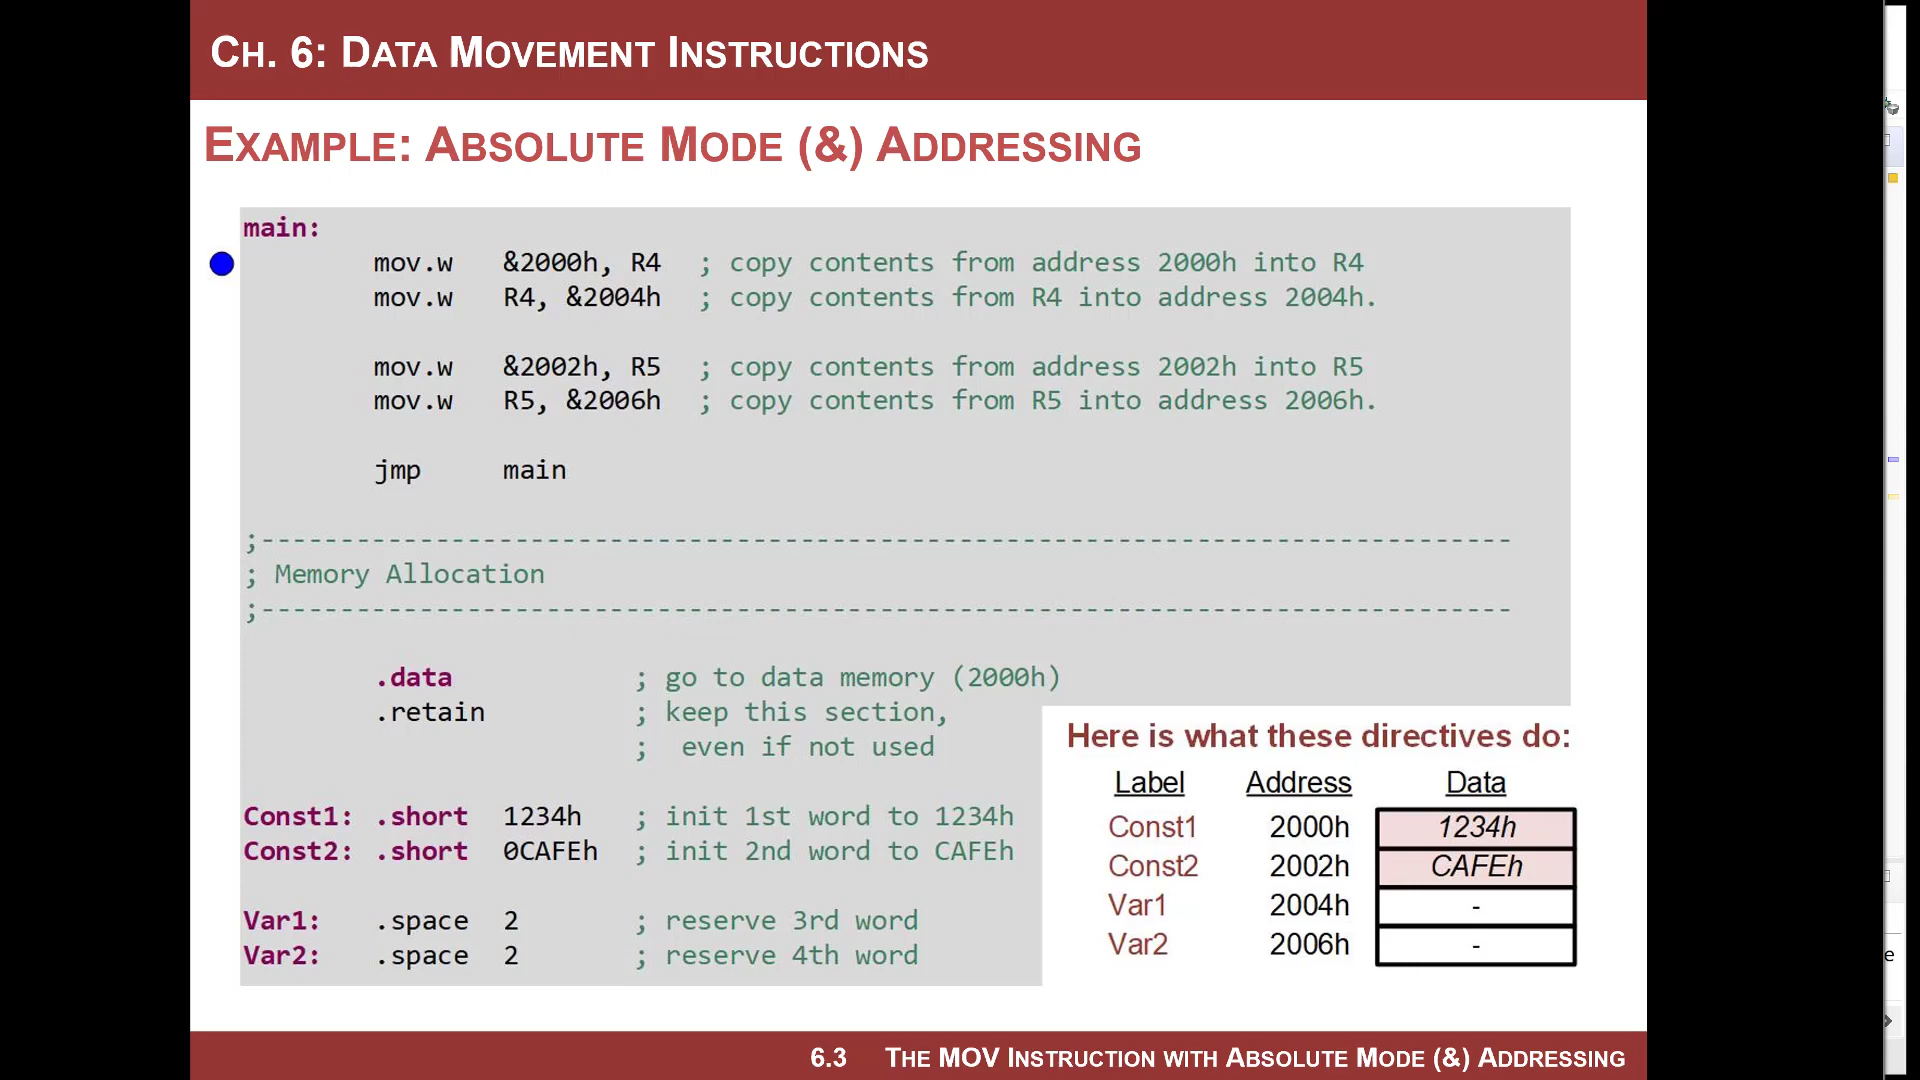 CH. 6: DATA MOVEMENT INSTRUCTIONS
EXAMPLE: ABSOLUTE MODE (&) ADDRESSING
main:
mov.w &2000h, R4 ; copy contents from address 2000h into R4
mov.w R4, &2004h ; copy contents from R4 into address 2004h.
mov.w &2002h, R5 ; copy contents from address 2002h into R5
mov.w R5, &2006h ; copy contents from R5 into address 2006h.
jmp main
;-------------------------------------------------------------------------------
; Memory Allocation
;-------------------------------------------------------------------------------
.data ; go to data memory (2000h)
.retain ; keep this section,
; even if not used
Const1: .short 1234h ; init 1st word to 1234h
Const2: .short 0CAFEh ; init 2nd word to CAFEh
Var1: .space 2 ; reserve 3rd word
Var2: .space 2 ; reserve 4th word
Here is what these directives do:
Label Address Data
Const1 2000h 1234h
Const2 2002h CAFEh
Var1 2004h -
Var2 2006h -
6.3 THE MOV INSTRUCTION WITH ABSOLUTE MODE (&) ADDRESSING
e